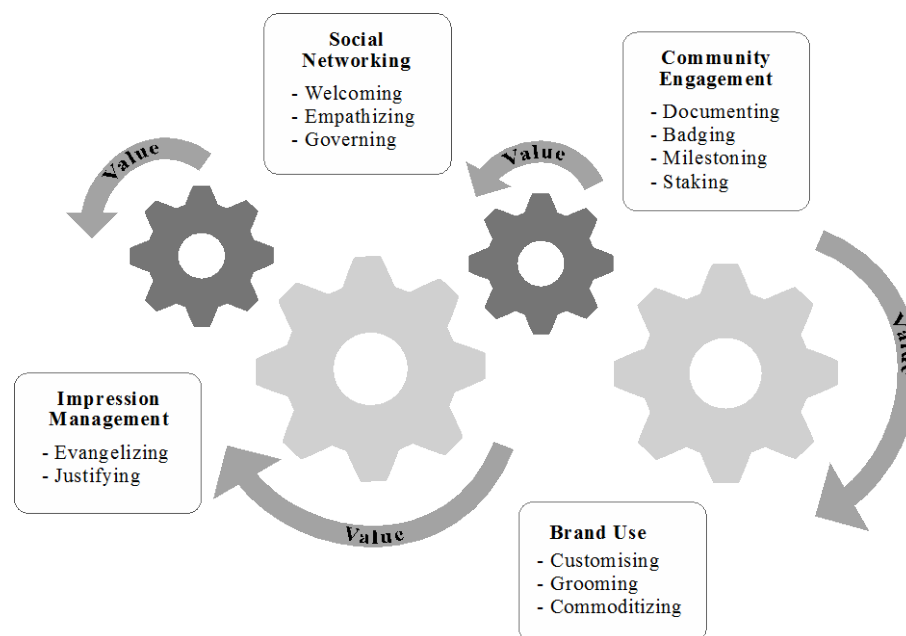 Social
Networking
- Welcoming
- Empathizing
- Governing
Community
Engagement
- Documenting
- Badging
- Milestoning
- Staking
Value
Value
Value
Impression
Management
- Evangelizing
- Justifying
Value
Brand Use
- Customising
- Grooming
- Commoditizing